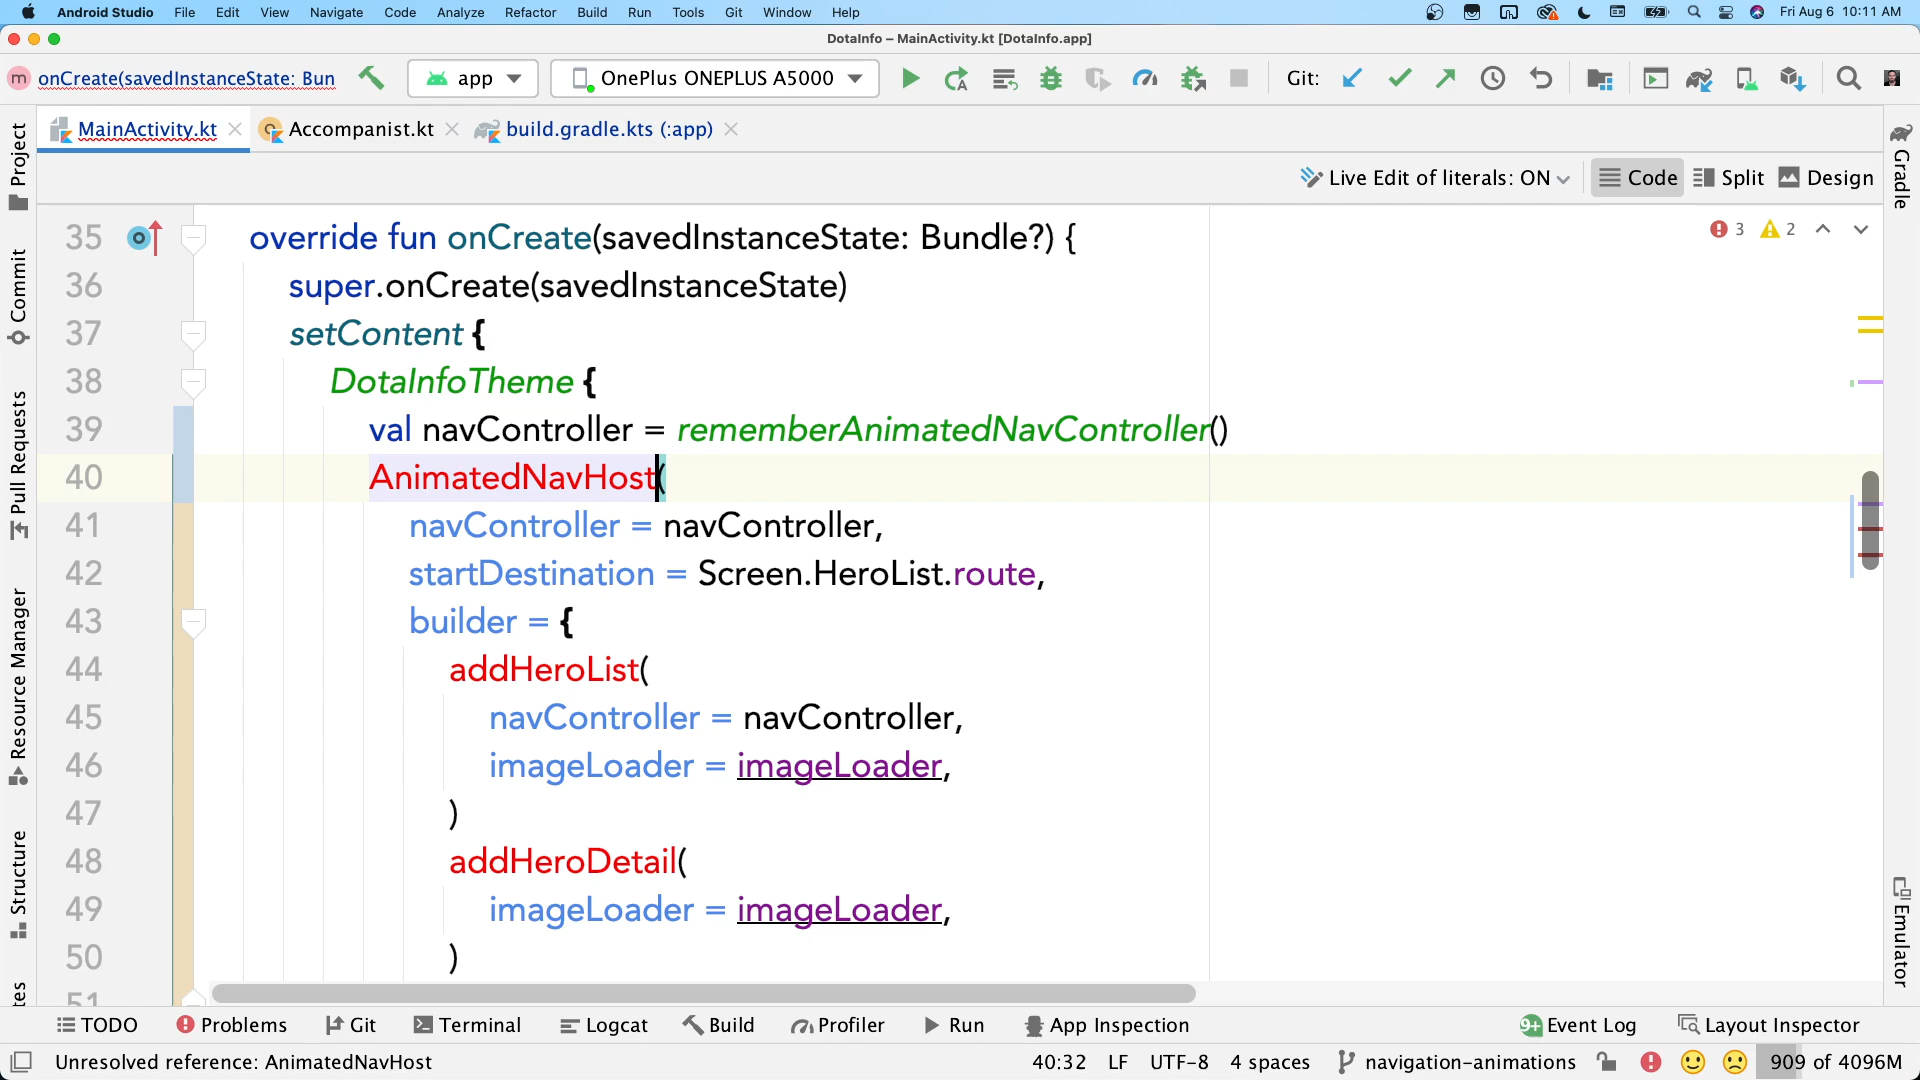 Android Studio File Edit View Navigate Code Analyze Refactor Build Run Tools Git Window Help Fri Aug 6 10:11 AM
DotaInfo – MainActivity.kt [DotaInfo.app]
m onCreate(savedInstanceState: Bun app OnePlus ONEPLUS A5000 Git:
MainActivity.kt Accompanist.kt build.gradle.kts (:app)
Live Edit of literals: ON Code Split Design
3 2
35 override fun onCreate(savedInstanceState: Bundle?) {
36 super.onCreate(savedInstanceState)
37 setContent {
38 DotaInfoTheme {
39 val navController = rememberAnimatedNavController()
40 AnimatedNavHost(
41 navController = navController,
42 startDestination = Screen.HeroList.route,
43 builder = {
44 addHeroList(
45 navController = navController,
46 imageLoader = imageLoader,
47 )
48 addHeroDetail(
49 imageLoader = imageLoader,
50 )
51
Project
Commit
Pull Requests
Resource Manager
Structure
tes
Gradle
Emulator
TODO Problems Git Terminal Logcat Build Profiler Run App Inspection 9+ Event Log Layout Inspector
Unresolved reference: AnimatedNavHost 40:32 LF UTF-8 4 spaces navigation-animations 909 of 4096M